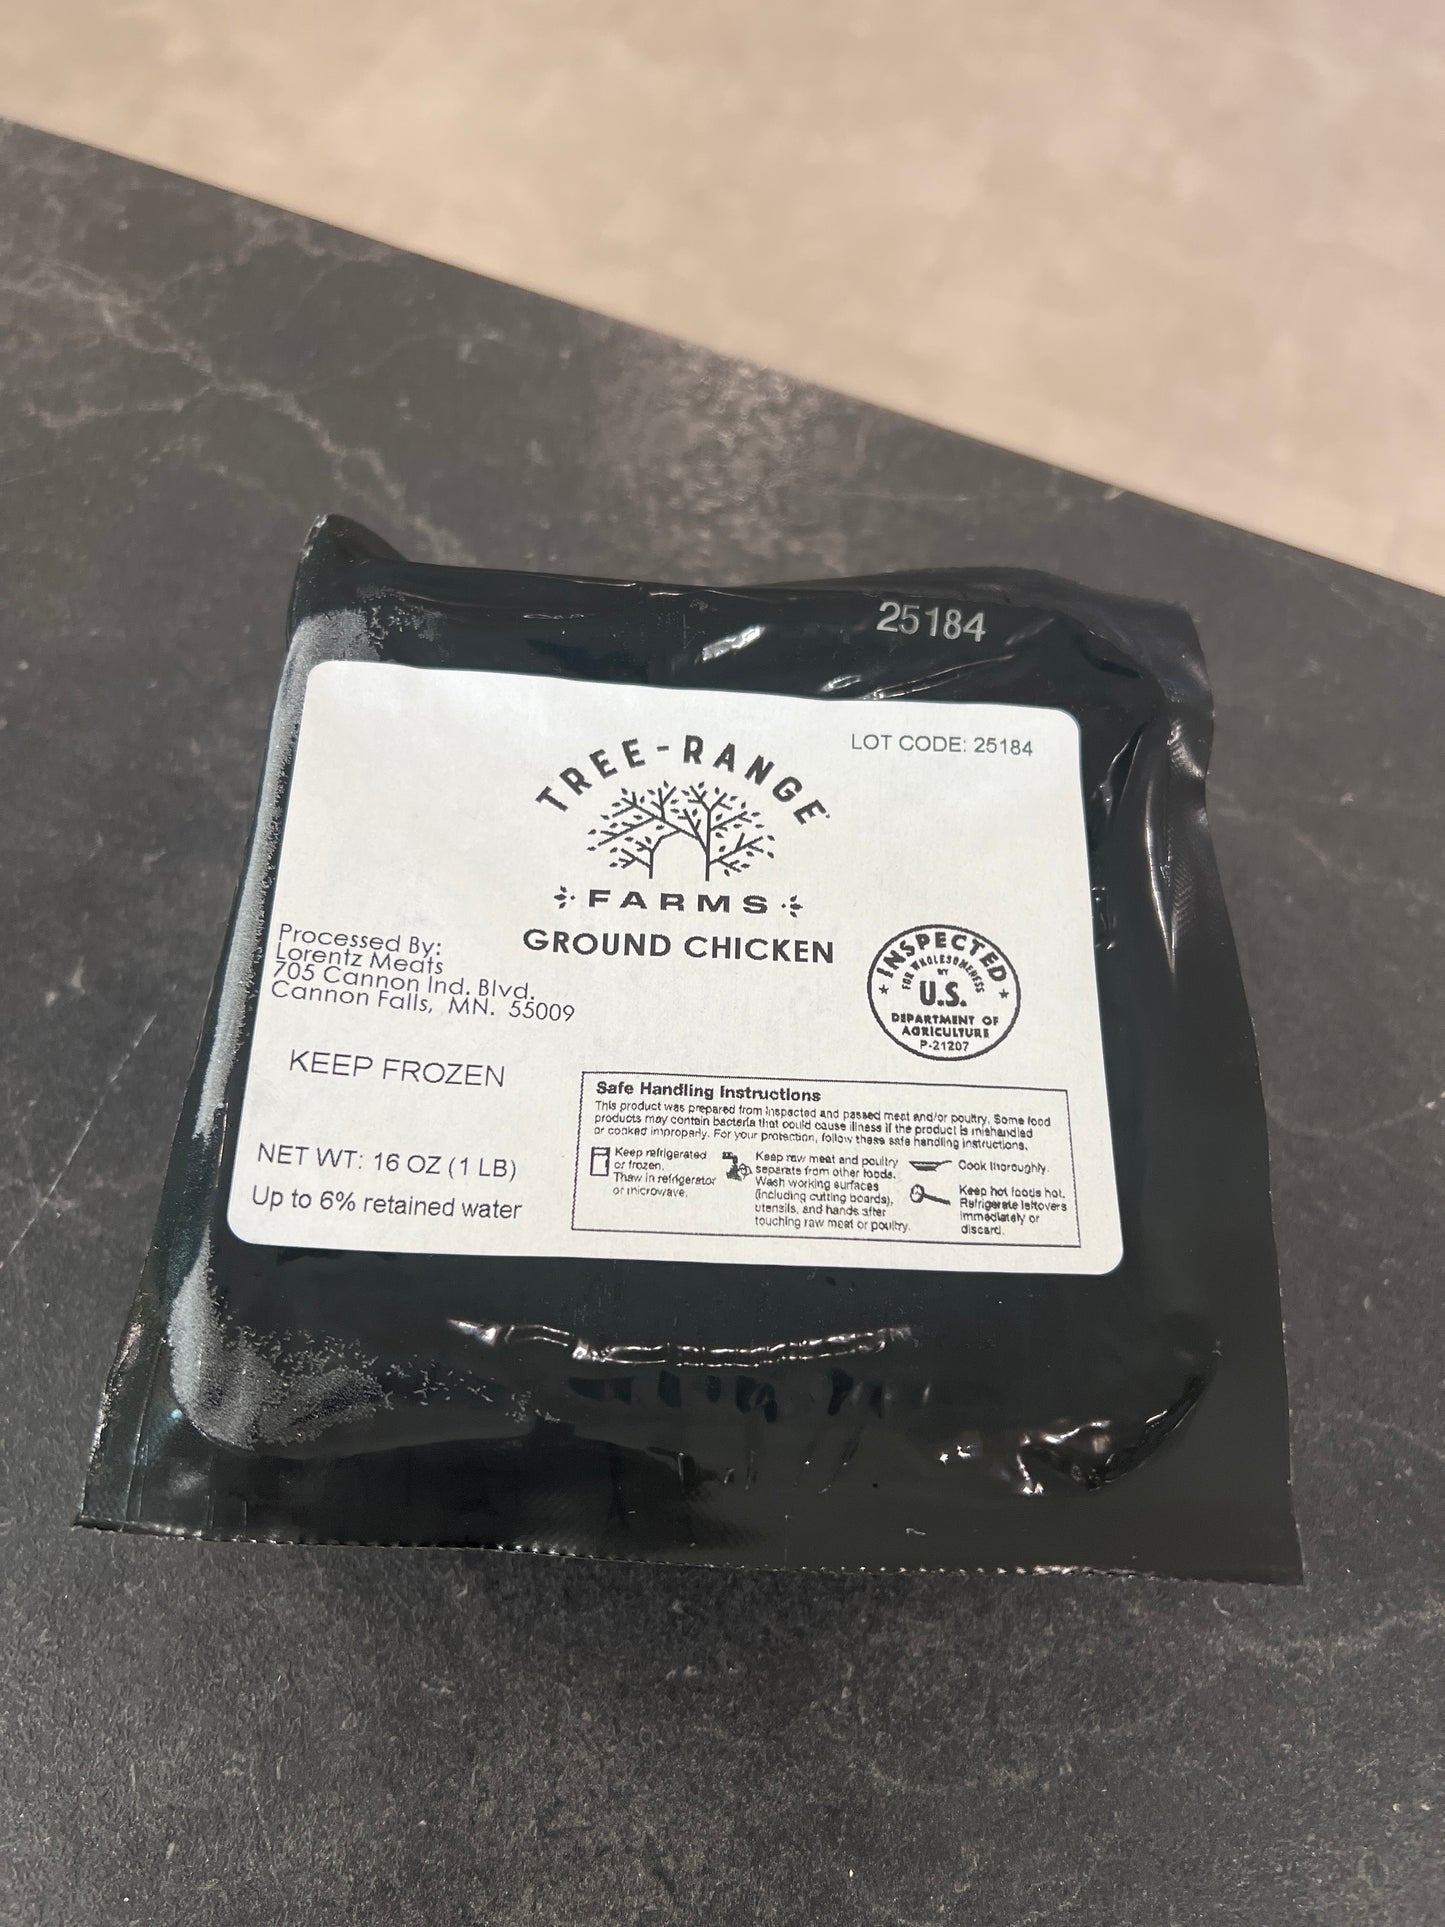 25184
LOT CODE: 25184
TREE-RANGE
FARMS
GROUND CHICKEN
Processed By:
Lorentz Meats
705 Cannon Ind. Blvd.
Cannon Falls, MN. 55009
INSPECTED
FOR WHOLESOMENESS
BY
U.S.
DEPARTMENT OF
AGRICULTURE
P-21207
KEEP FROZEN
NET WT: 16 OZ (1 LB)
Up to 6% retained water
Safe Handling Instructions
This product was prepared from inspected and passed meat and/or poultry. Some food
products may contain bacteria that could cause illness if the product is mishandled
or cooked improperly. For your protection, follow these safe handling instructions.
Keep refrigerated
or frozen.
Thaw in refrigerator
or microwave.
Keep raw meat and poultry
separate from other foods.
Wash working surfaces
(including cutting boards),
utensils, and hands after
touching raw meat or poultry.
Cook thoroughly.
Keep hot foods hot.
Refrigerate leftovers
immediately or
discard.